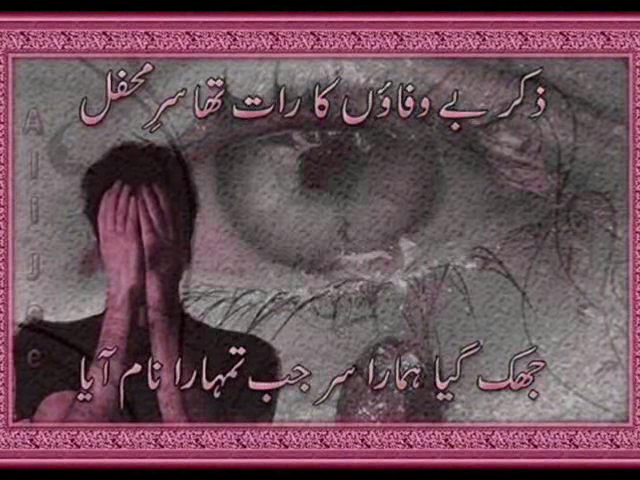 ذکر بے وفاؤں کا رات تھا سرِ محفل
جھک گیا ہمارا سر جب تمہارا نام آیا